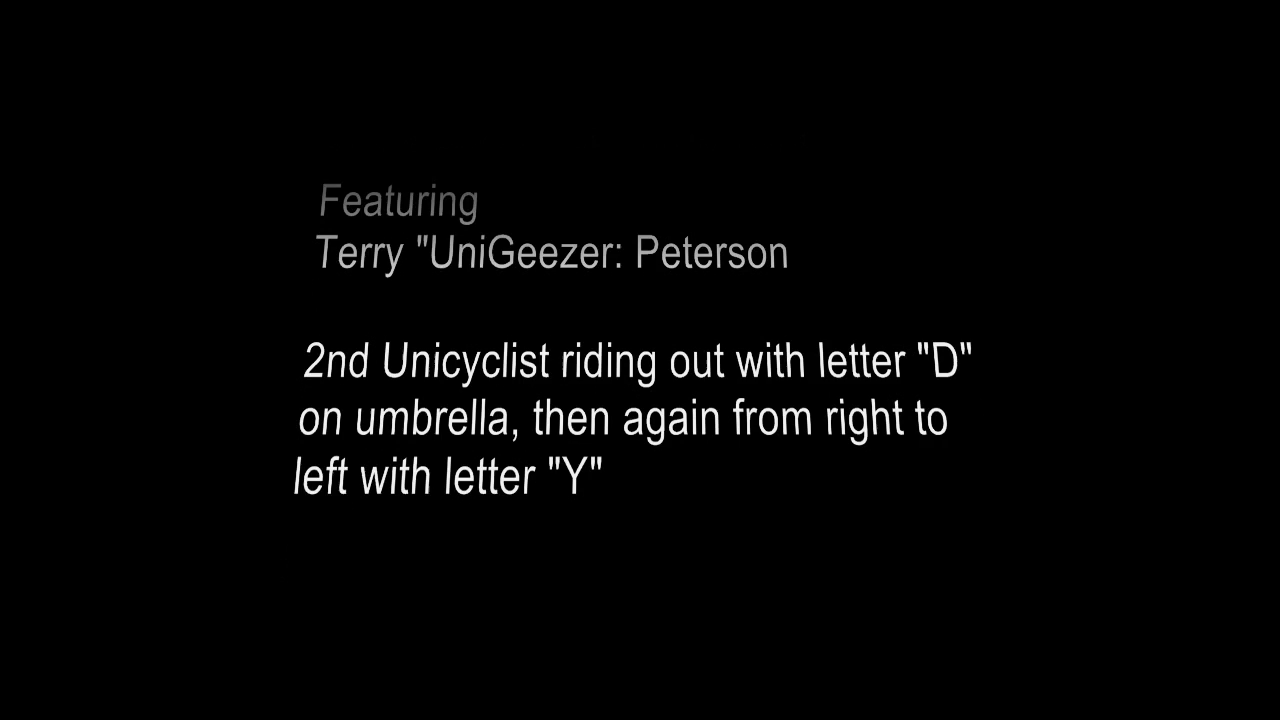 Featuring
Terry "UniGeezer: Peterson
2nd Unicyclist riding out with letter "D"
on umbrella, then again from right to
left with letter "Y"